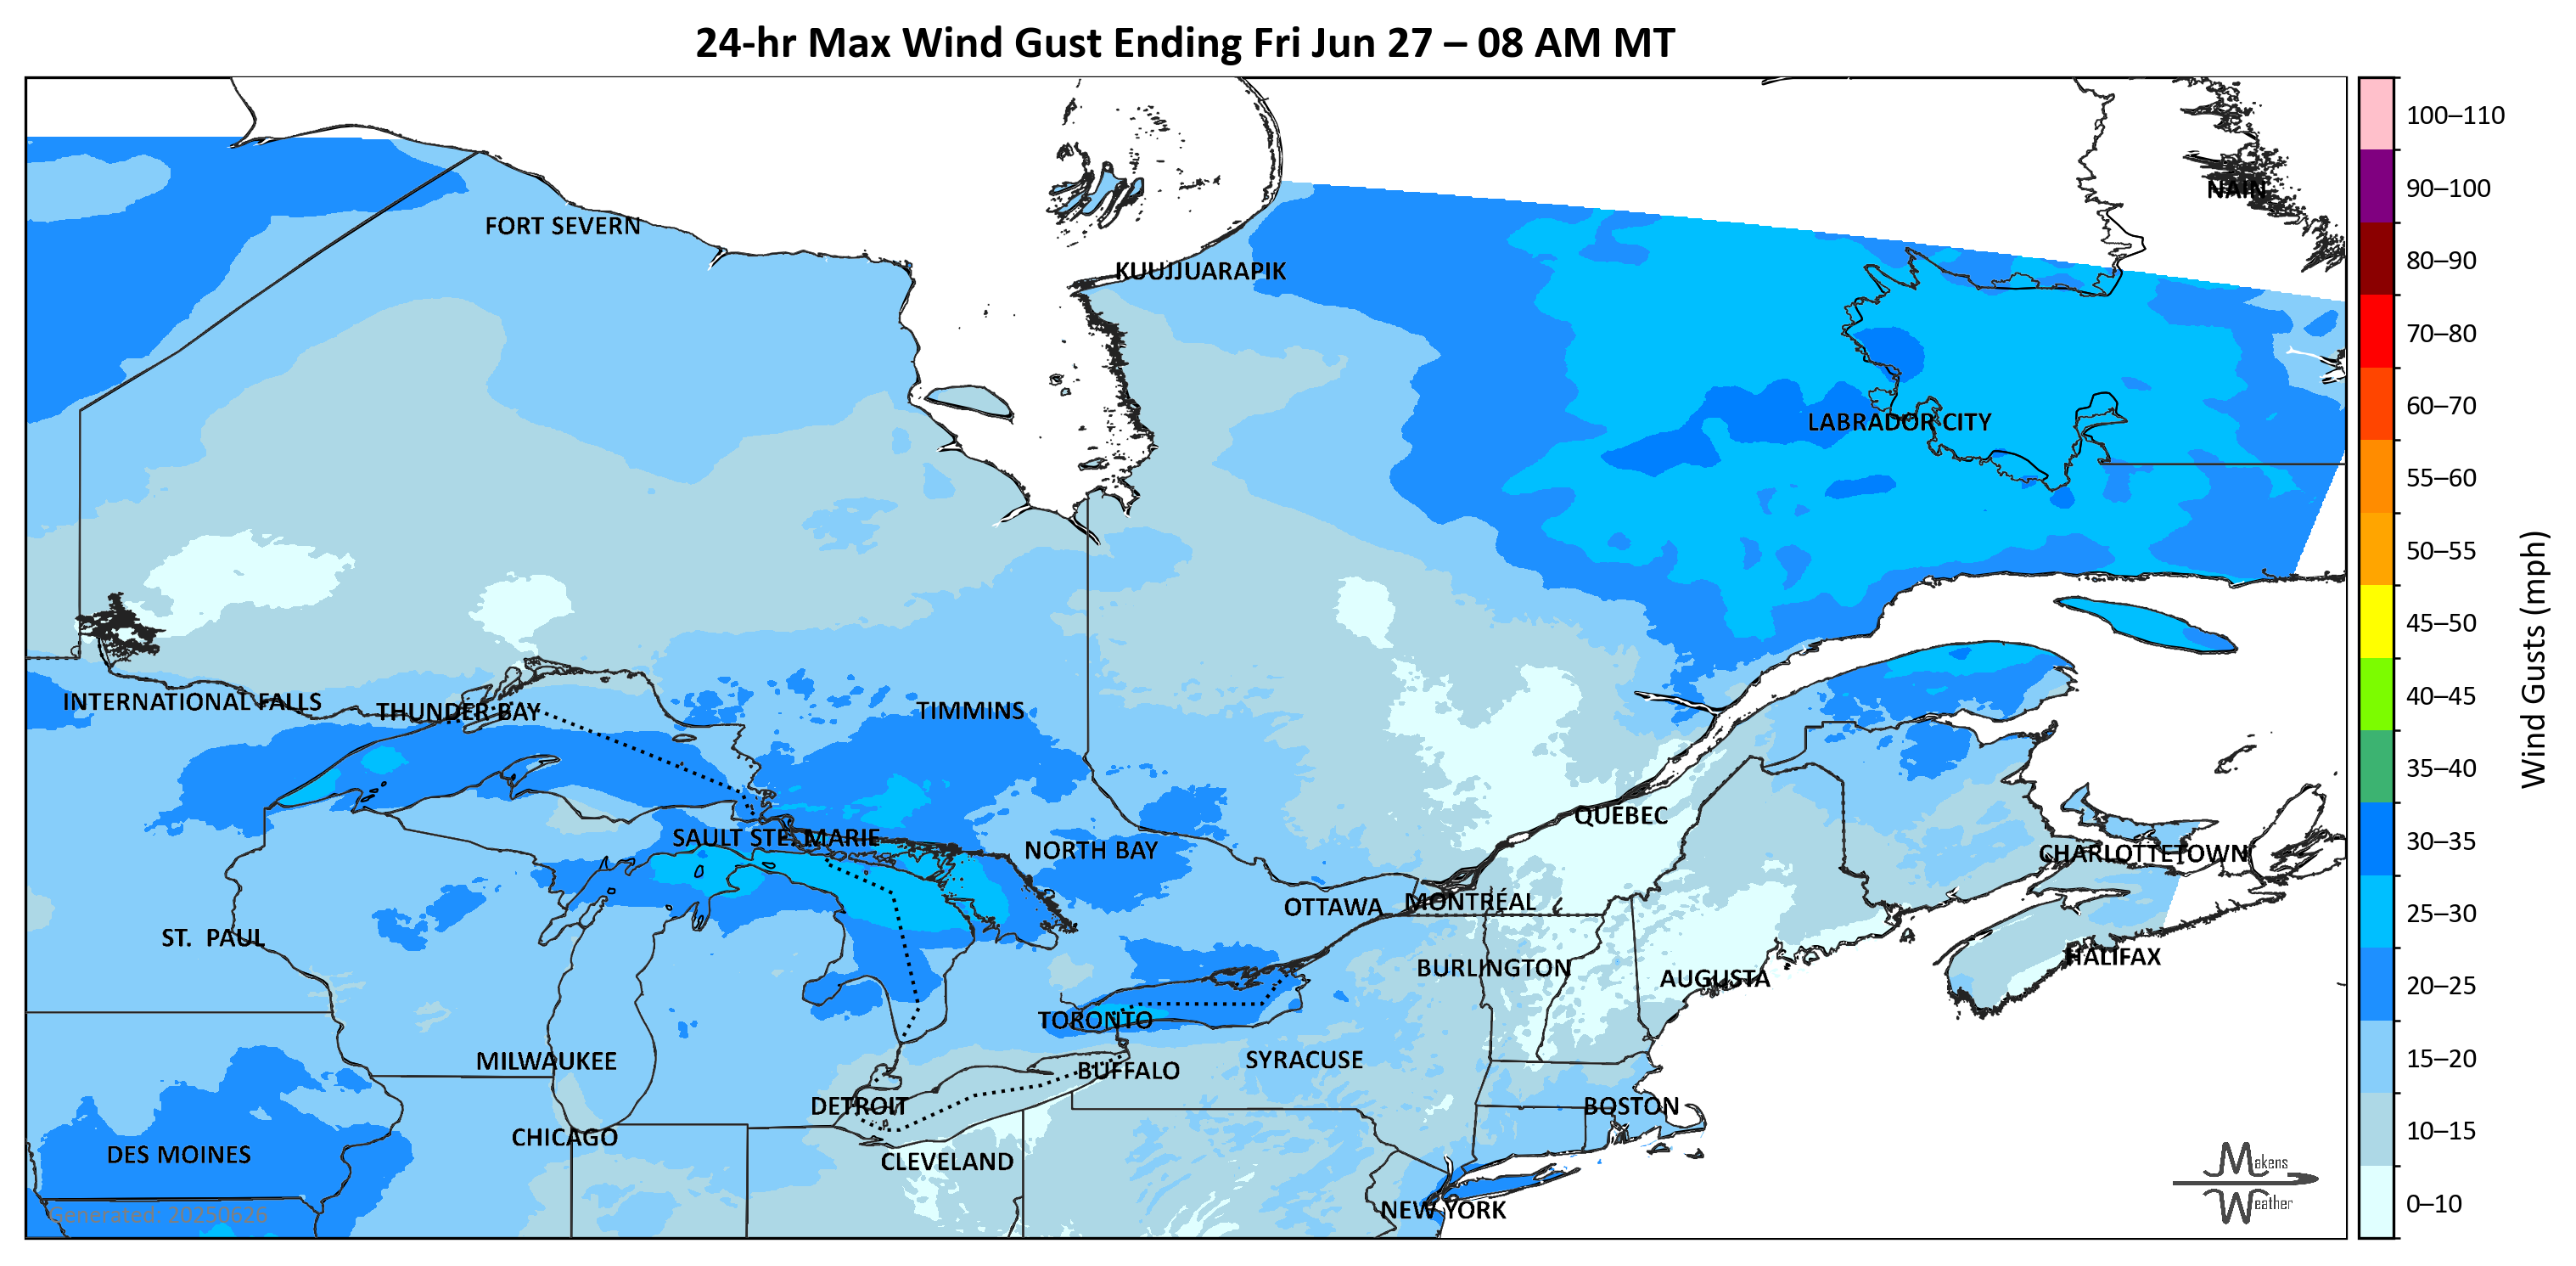 24-hr Max Wind Gust Ending Fri Jun 27 – 08 AM MT
100–110
90–100
NAIN
FORT SEVERN
80–90
KUUJJUARAPIK
70–80
60–70
LABRADOR CITY
55–60
50–55
45–50
Wind Gusts (mph)
40–45
INTERNATIONAL FALLS
THUNDER BAY
TIMMINS
35–40
QUEBEC
30–35
SAULT STE. MARIE
NORTH BAY
CHARLOTTETOWN
OTTAWA
MONTRÉAL
25–30
ST. PAUL
HALIFAX
BURLINGTON
AUGUSTA
20–25
TORONTO
MILWAUKEE
SYRACUSE
15–20
BUFFALO
DETROIT
BOSTON
CHICAGO
10–15
DES MOINES
CLEVELAND
Makens
Weather
0–10
NEW YORK
Generated: 20250626